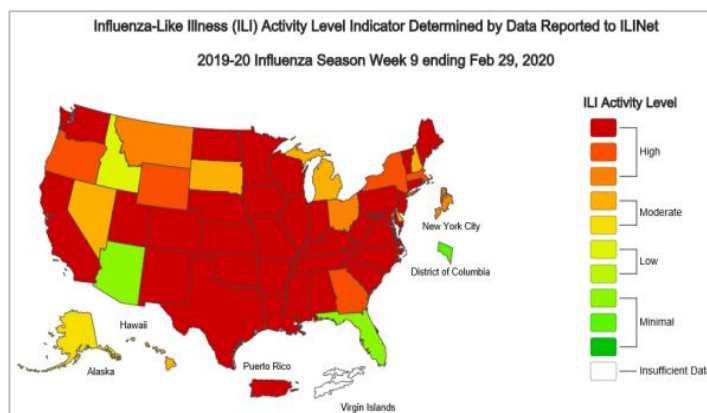 Influenza-Like Illness (ILI) Activity Level Indicator Determined by Data Reported to ILINet
2019-20 Influenza Season Week 9 ending Feb 29, 2020
ILI Activity Level
High
Moderate
Low
Minimal
Insufficient Data
New York City
District of Columbia
Hawaii
Alaska
Puerto Rico
Virgin Islands